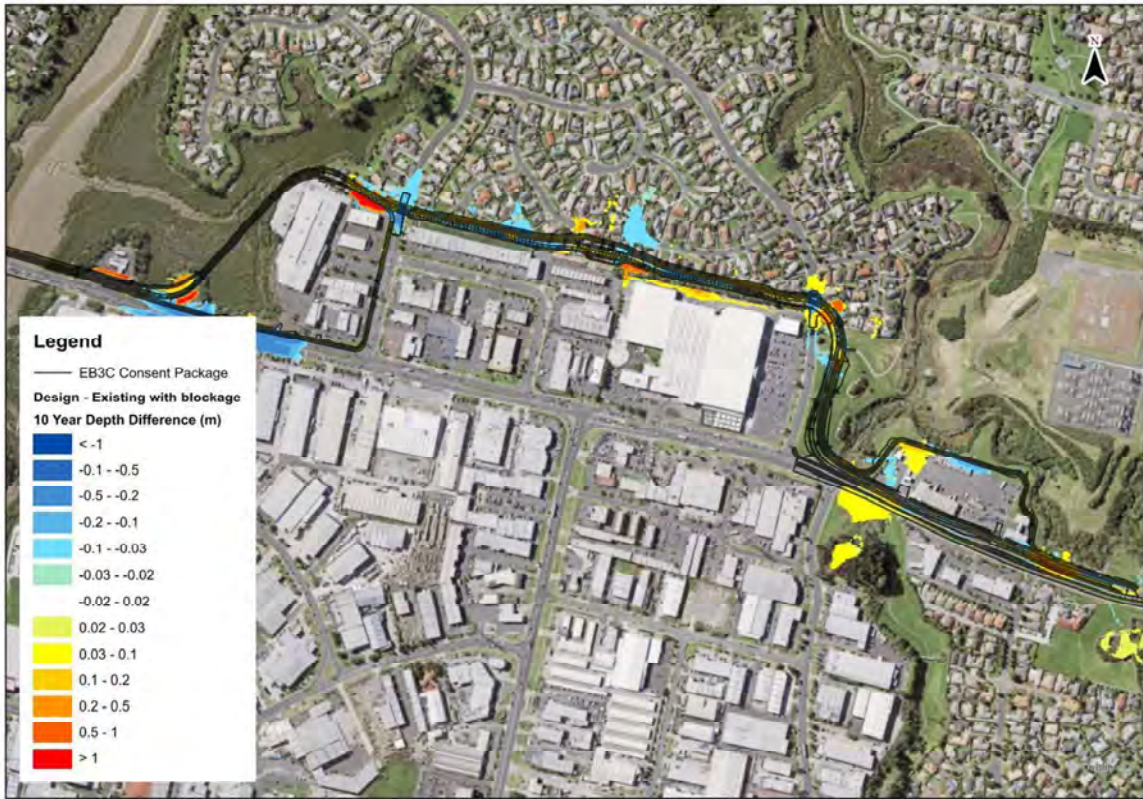 N
Legend
EB3C Consent Package
Design - Existing with blockage
10 Year Depth Difference (m)
< -1
-0.1 - -0.5
-0.5 - -0.2
-0.2 - -0.1
-0.1 - -0.03
-0.03 - -0.02
-0.02 - 0.02
0.02 - 0.03
0.03 - 0.1
0.1 - 0.2
0.2 - 0.5
0.5 - 1
> 1